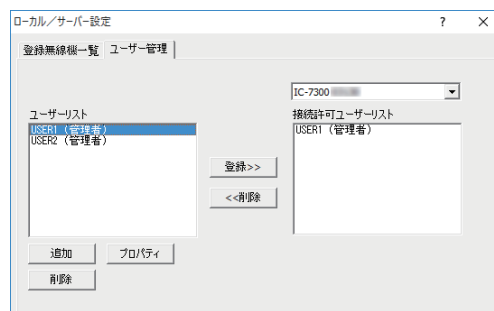 ローカル／サーバー設定
? ×
登録無線機一覧 ユーザー管理
IC-7300
ユーザーリスト 接続許可ユーザーリスト
USER1 （管理者） USER1 （管理者）
USER2 （管理者）
登録>>
<<削除
追加 プロパティ
削除